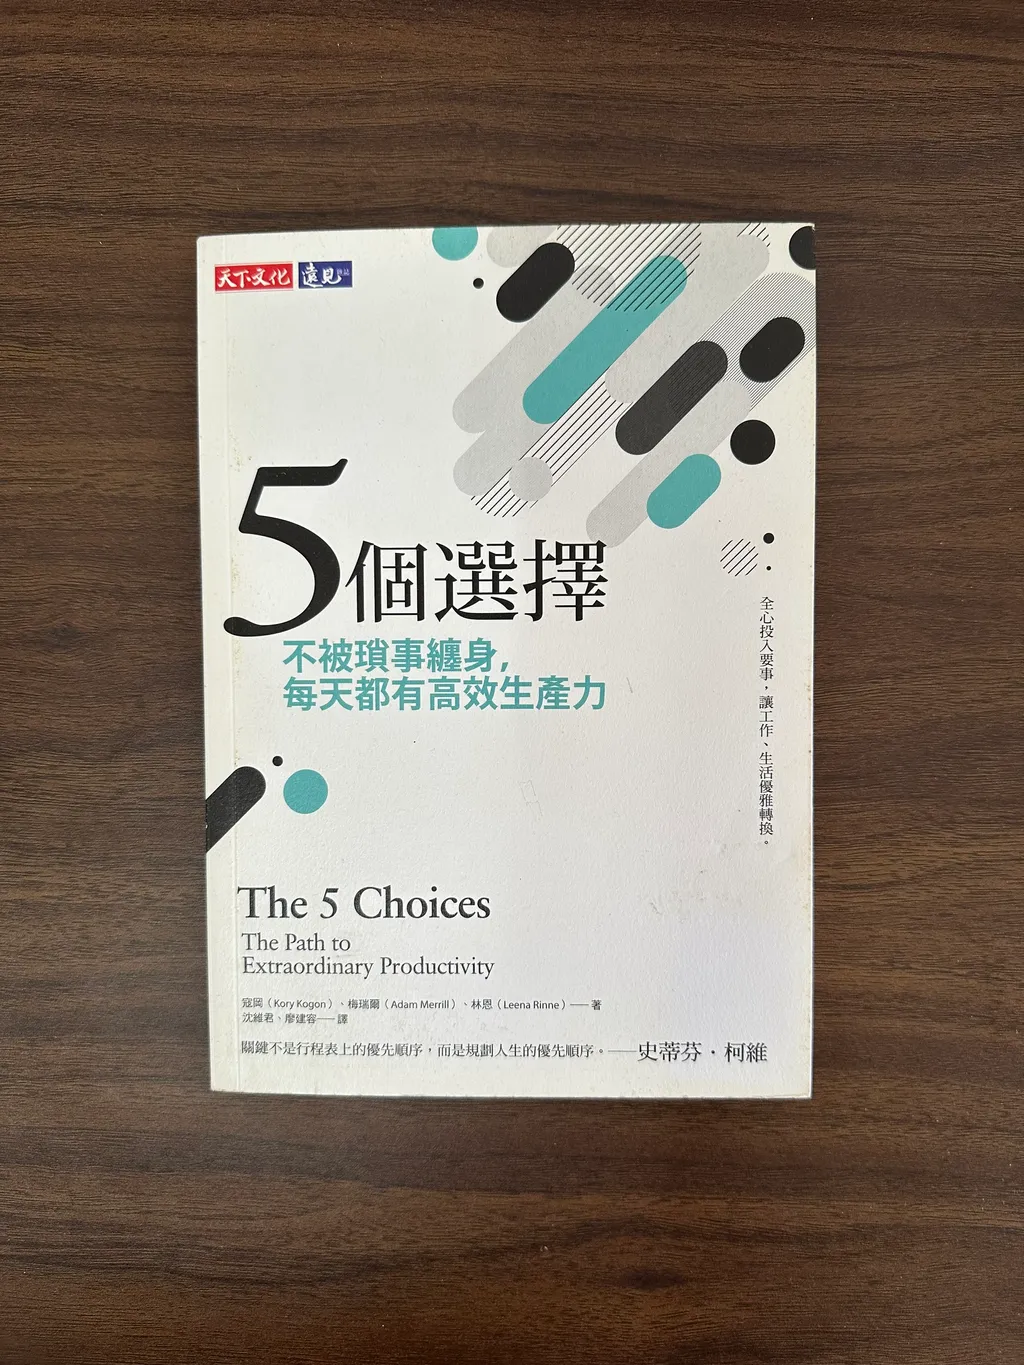 天下文化 遠見
5個選擇
不被瑣事纏身,
每天都有高效生產力
全心投入要事，讓工作、生活優雅轉換。
The 5 Choices
The Path to
Extraordinary Productivity
寇岡（Kory Kogon）、梅瑞爾（Adam Merrill）、林恩（Leena Rinne）——著
沈維君、廖建容——譯
關鍵不是行程表上的優先順序，而是規劃人生的優先順序。——史蒂芬・柯維